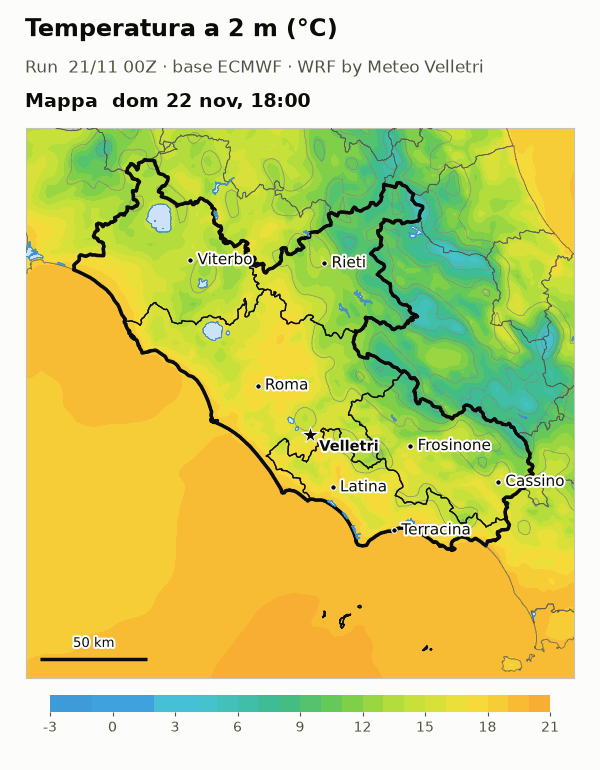 Temperatura a 2 m (°C)
Run  21/11 00Z · base ECMWF · WRF by Meteo Velletri
Mappa  dom 22 nov, 18:00
Viterbo
Rieti
Roma
Velletri
Frosinone
Latina
Cassino
Terracina
50 km
-3 0 3 6 9 12 15 18 21